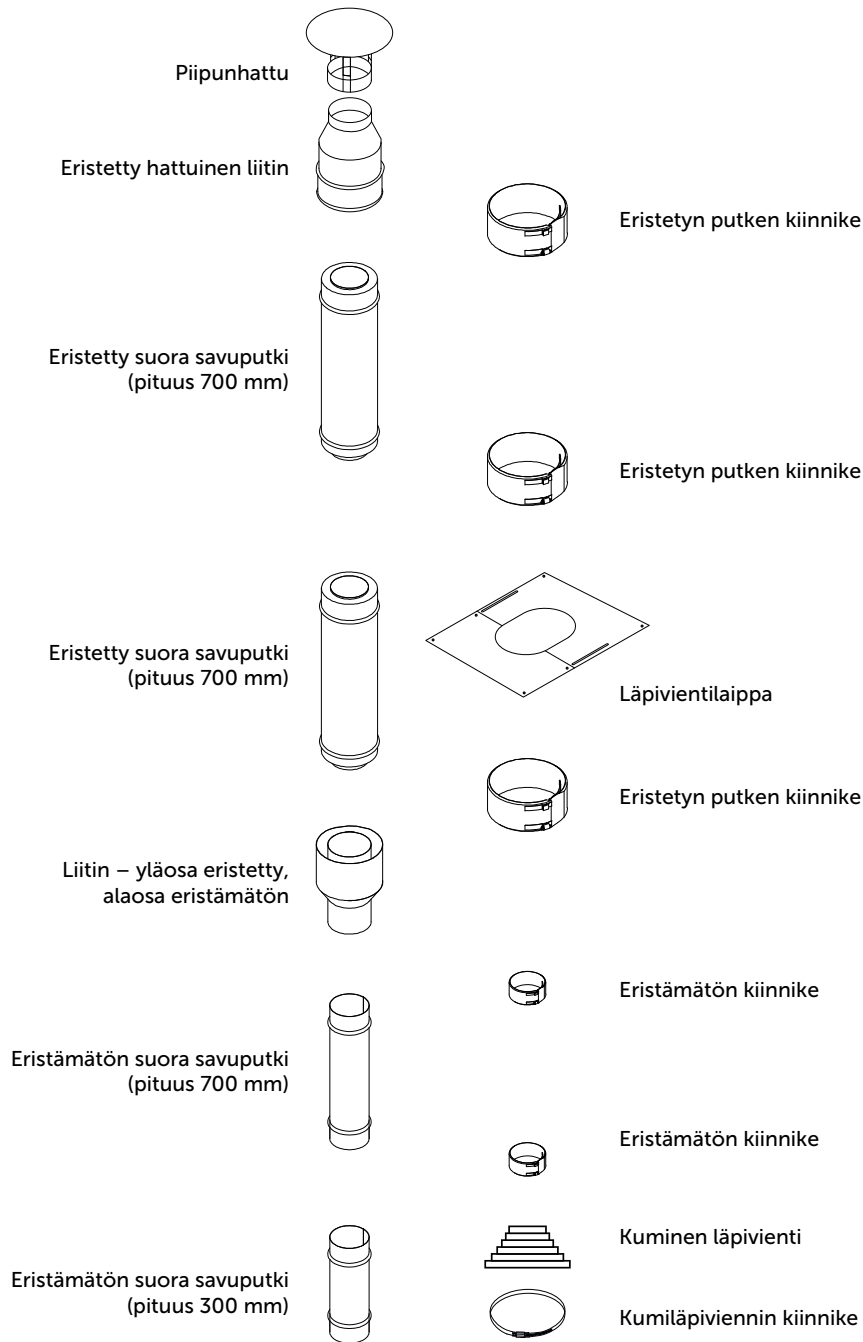 Piipunhattu
Eristetty hattuinen liitin
Eristetyn putken kiinnike
Eristetty suora savuputki
(pituus 700 mm)
Eristetyn putken kiinnike
Eristetty suora savuputki
(pituus 700 mm)
Läpivientilaippa
Eristetyn putken kiinnike
Liitin – yläosa eristetty,
alaosa eristämätön
Eristämätön kiinnike
Eristämätön suora savuputki
(pituus 700 mm)
Eristämätön kiinnike
Kuminen läpivienti
Eristämätön suora savuputki
(pituus 300 mm)
Kumiläpiviennin kiinnike